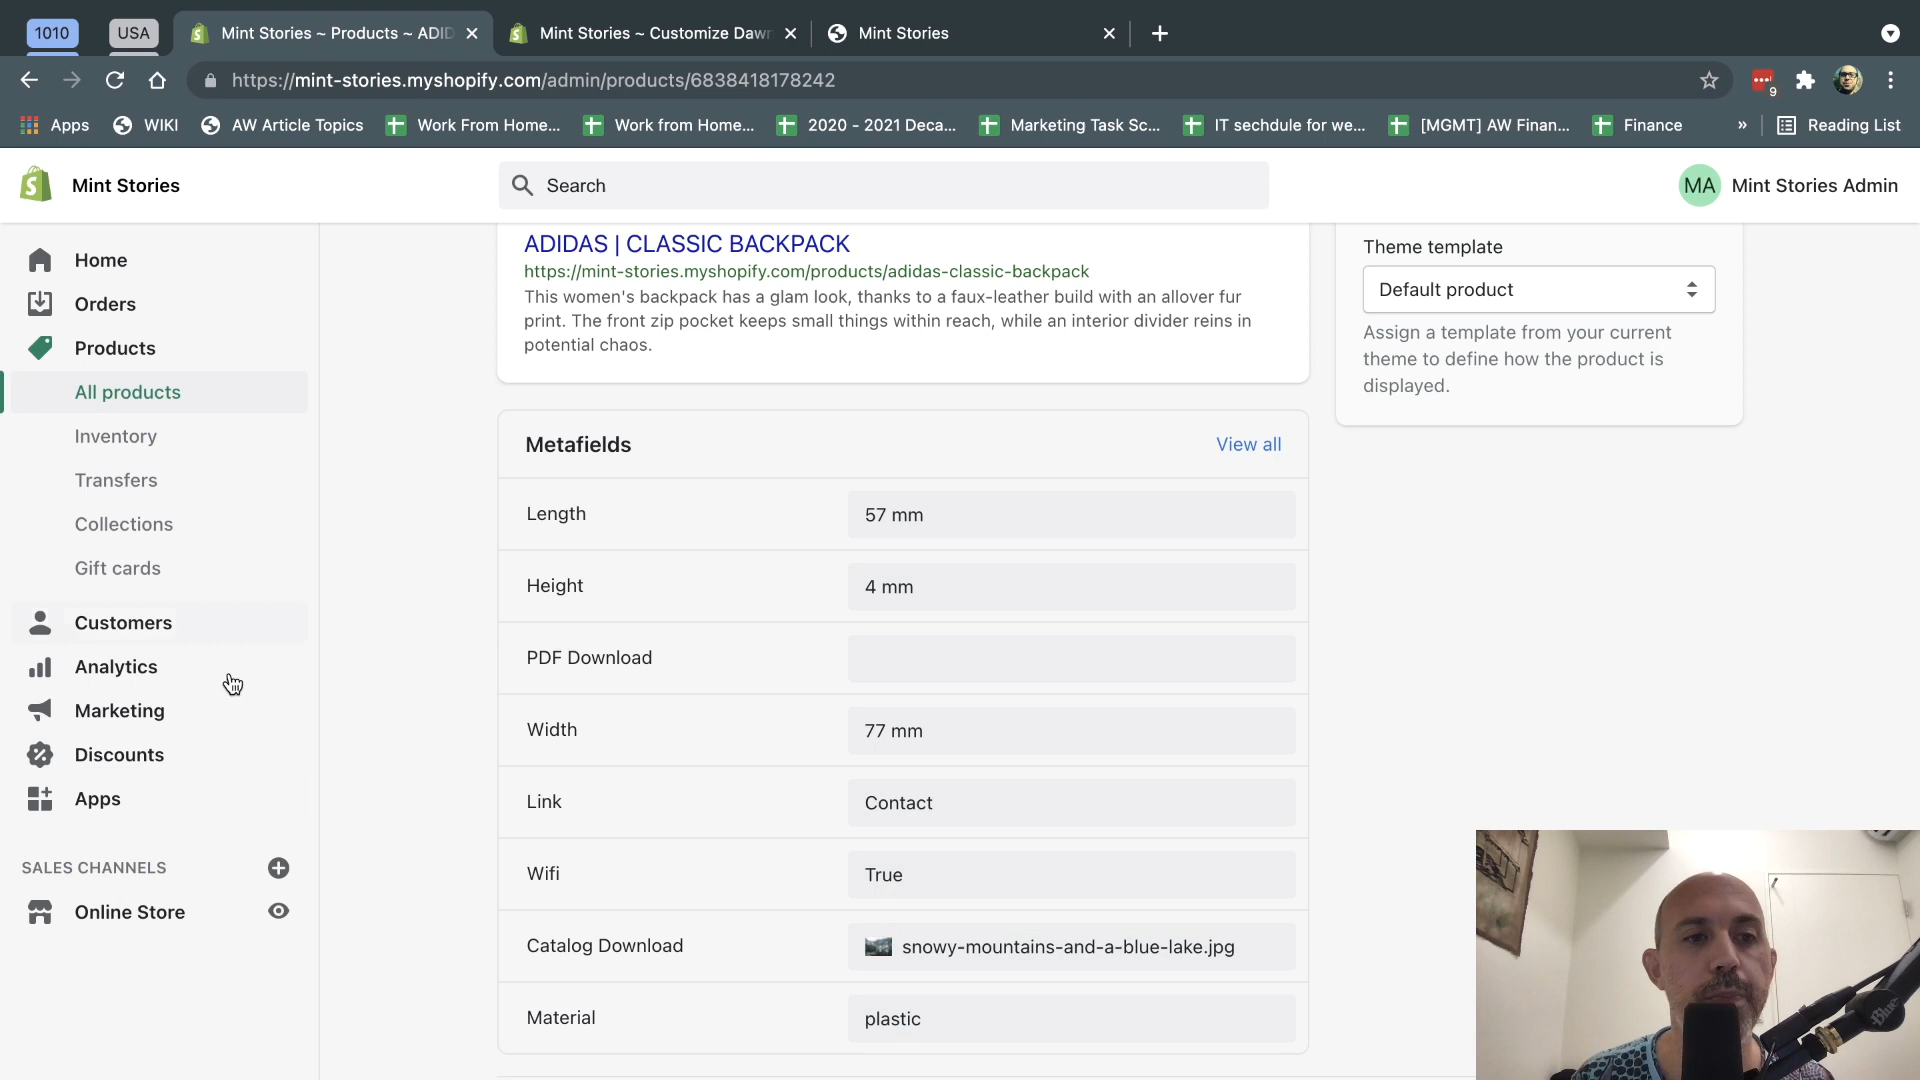 1010
USA
Mint Stories ~ Products ~ ADID
Mint Stories ~ Customize Dawn
Mint Stories
https://mint-stories.myshopify.com/admin/products/6838418178242
9
Apps
WIKI
AW Article Topics
Work From Home...
Work from Home...
2020 - 2021 Deca...
Marketing Task Sc...
IT sechdule for we...
[MGMT] AW Finan...
Finance
»
Reading List
Mint Stories
Search
MA
Mint Stories Admin
Home
Orders
Products
All products
Inventory
Transfers
Collections
Gift cards
Customers
Analytics
Marketing
Discounts
Apps
SALES CHANNELS
Online Store
ADIDAS | CLASSIC BACKPACK
https://mint-stories.myshopify.com/products/adidas-classic-backpack
This women's backpack has a glam look, thanks to a faux-leather build with an allover fur
print. The front zip pocket keeps small things within reach, while an interior divider reins in
potential chaos.
Theme template
Default product
Assign a template from your current
theme to define how the product is
displayed.
Metafields
View all
Length
57 mm
Height
4 mm
PDF Download
Width
77 mm
Link
Contact
Wifi
True
Catalog Download
snowy-mountains-and-a-blue-lake.jpg
Material
plastic
Blue